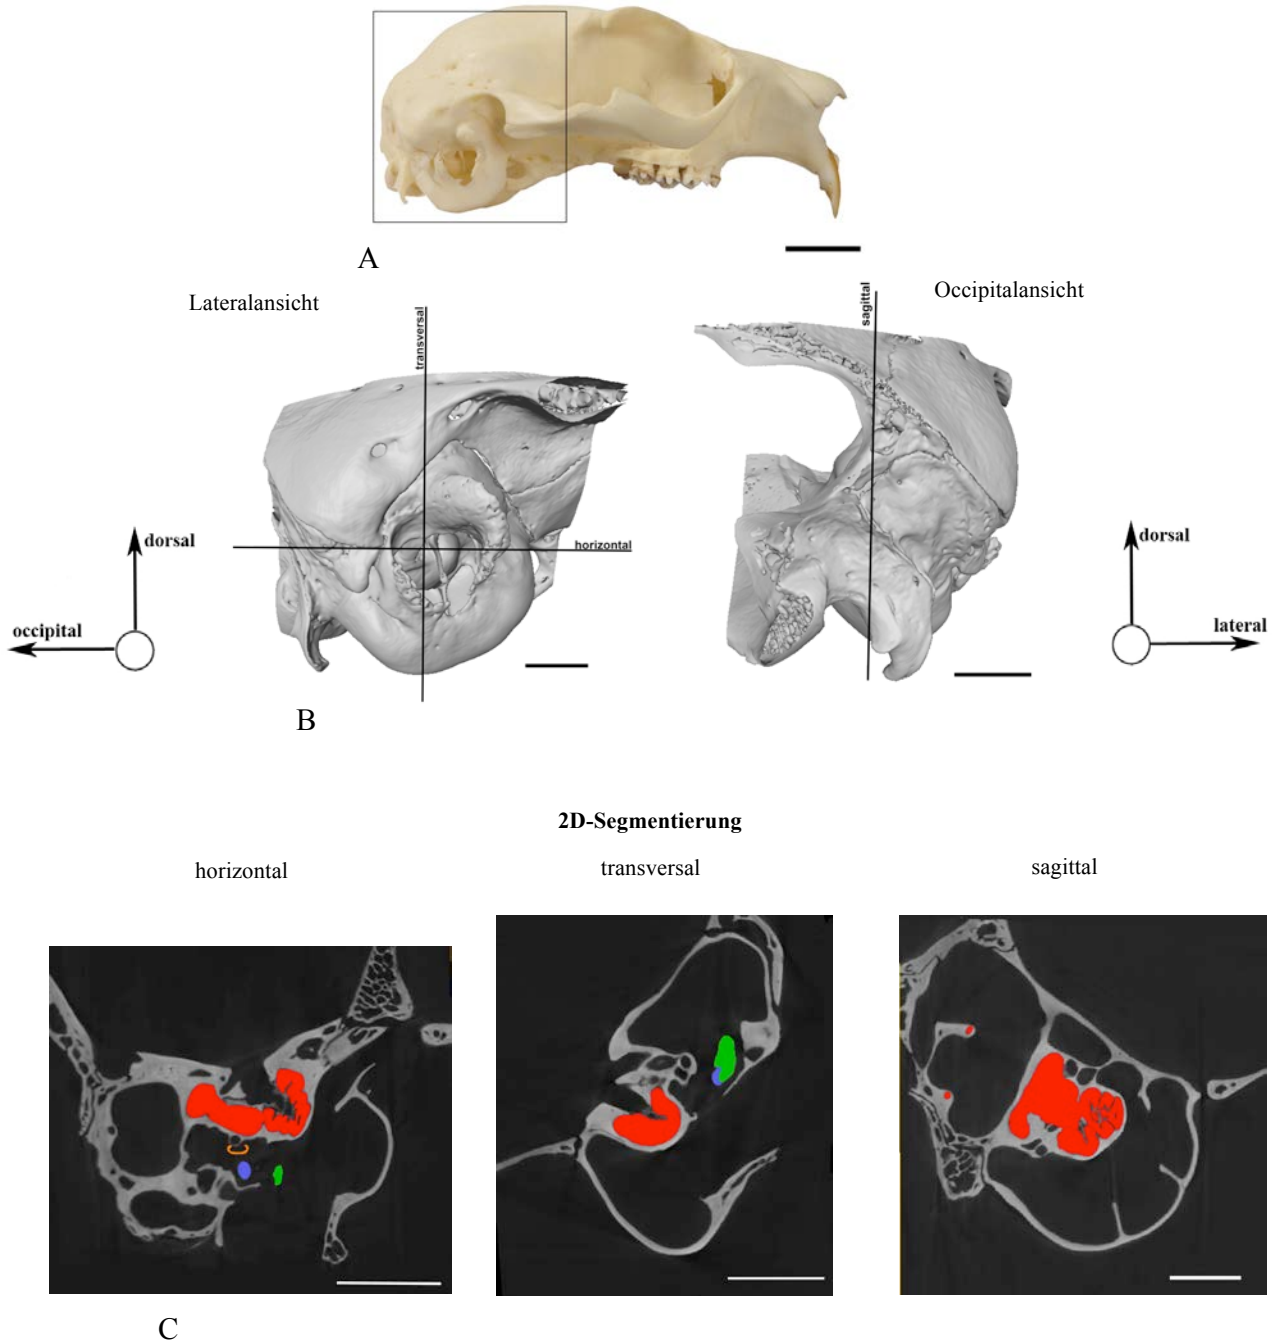 A
Lateralansicht
Occipitalansicht
transversal
sagittal
horizontal
dorsal
occipital
dorsal
lateral
B
2D-Segmentierung
horizontal
transversal
sagittal
C